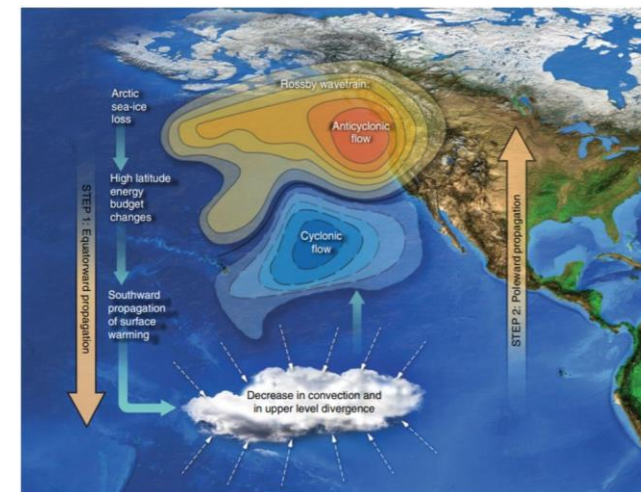 Rossby wavetrain:
Arctic
sea-ice
loss
Anticyclonic
flow
High latitude
energy
budget
changes
STEP 1: Equatorward propagation
Cyclonic
flow
Southward
propagation
of surface
warming
STEP 2: Poleward propagation
Decrease in convection and
in upper level divergence